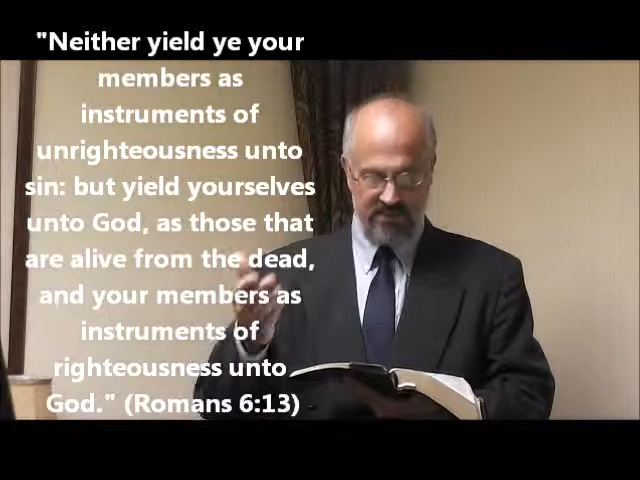 "Neither yield ye your
members as
instruments of
unrighteousness unto
sin: but yield yourselves
unto God, as those that
are alive from the dead,
and your members as
instruments of
righteousness unto
God." (Romans 6:13)